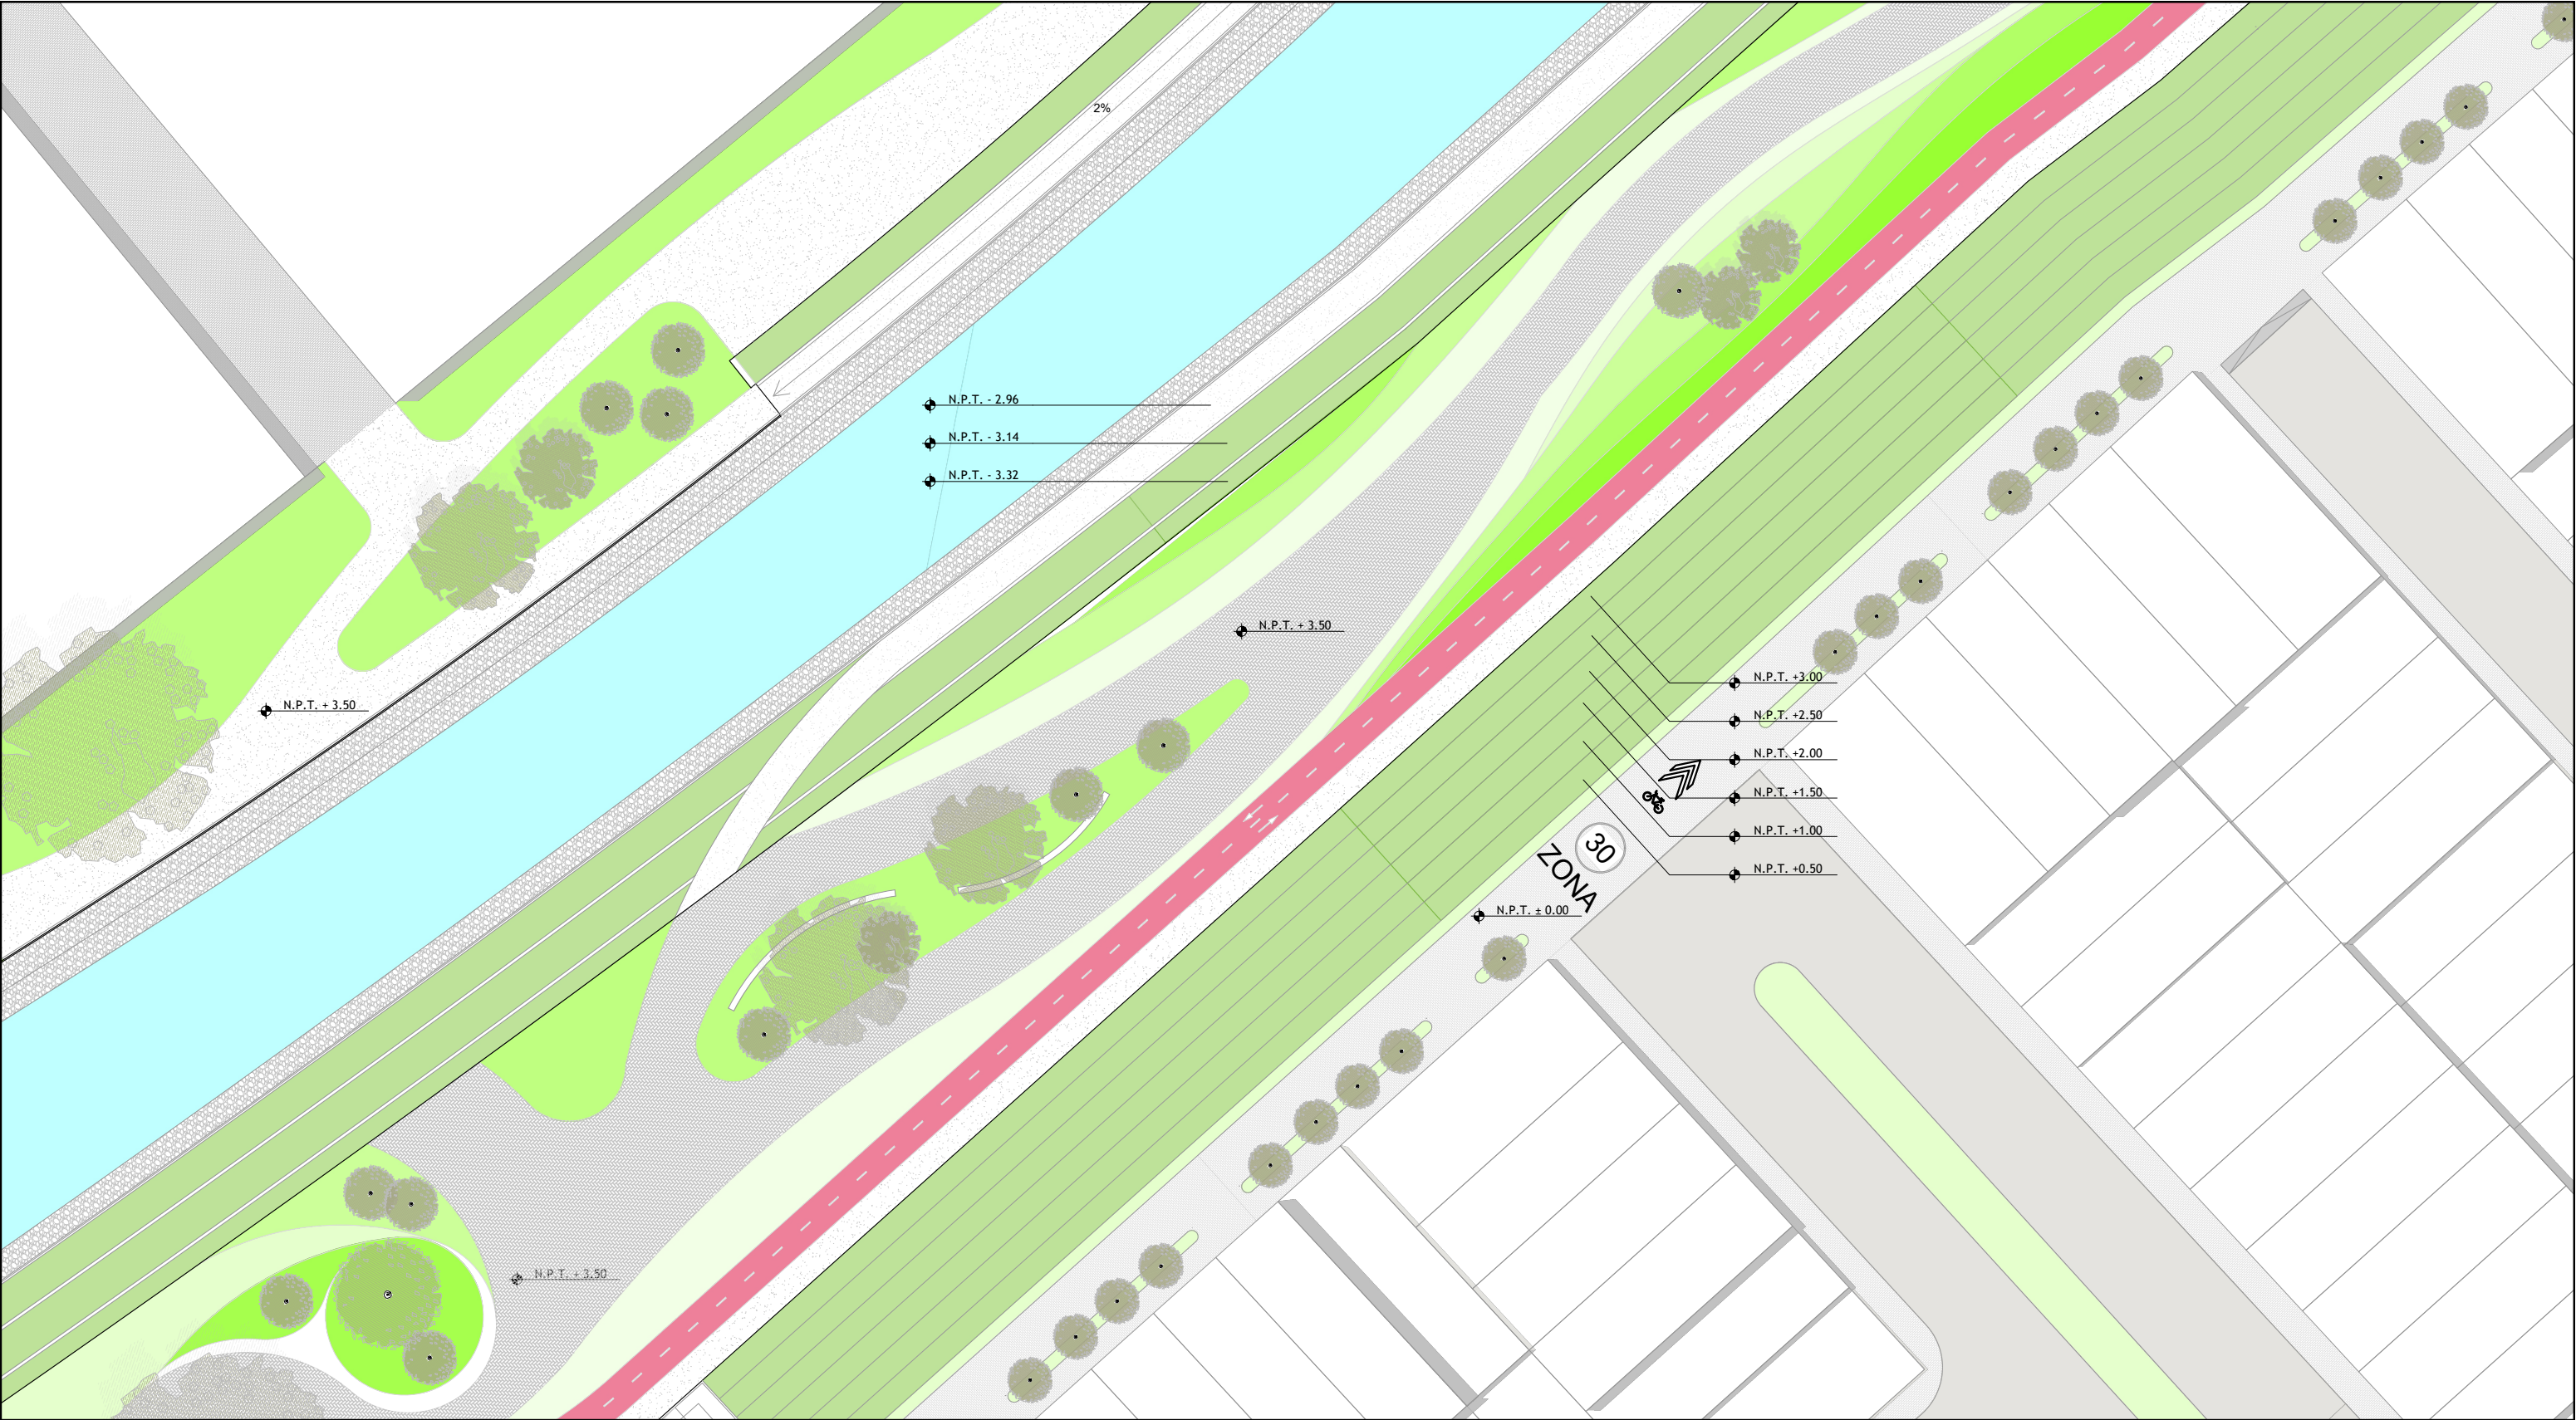 2%
N.P.T. - 2.96
N.P.T. - 3.14
N.P.T. - 3.32
N.P.T. + 3.50
N.P.T. + 3.50
N.P.T. +3.00
N.P.T. +2.50
N.P.T. +2.00
N.P.T. +1.50
N.P.T. +1.00
N.P.T. +0.50
30
ZONA
N.P.T. ± 0.00
N.P.T. + 3.50